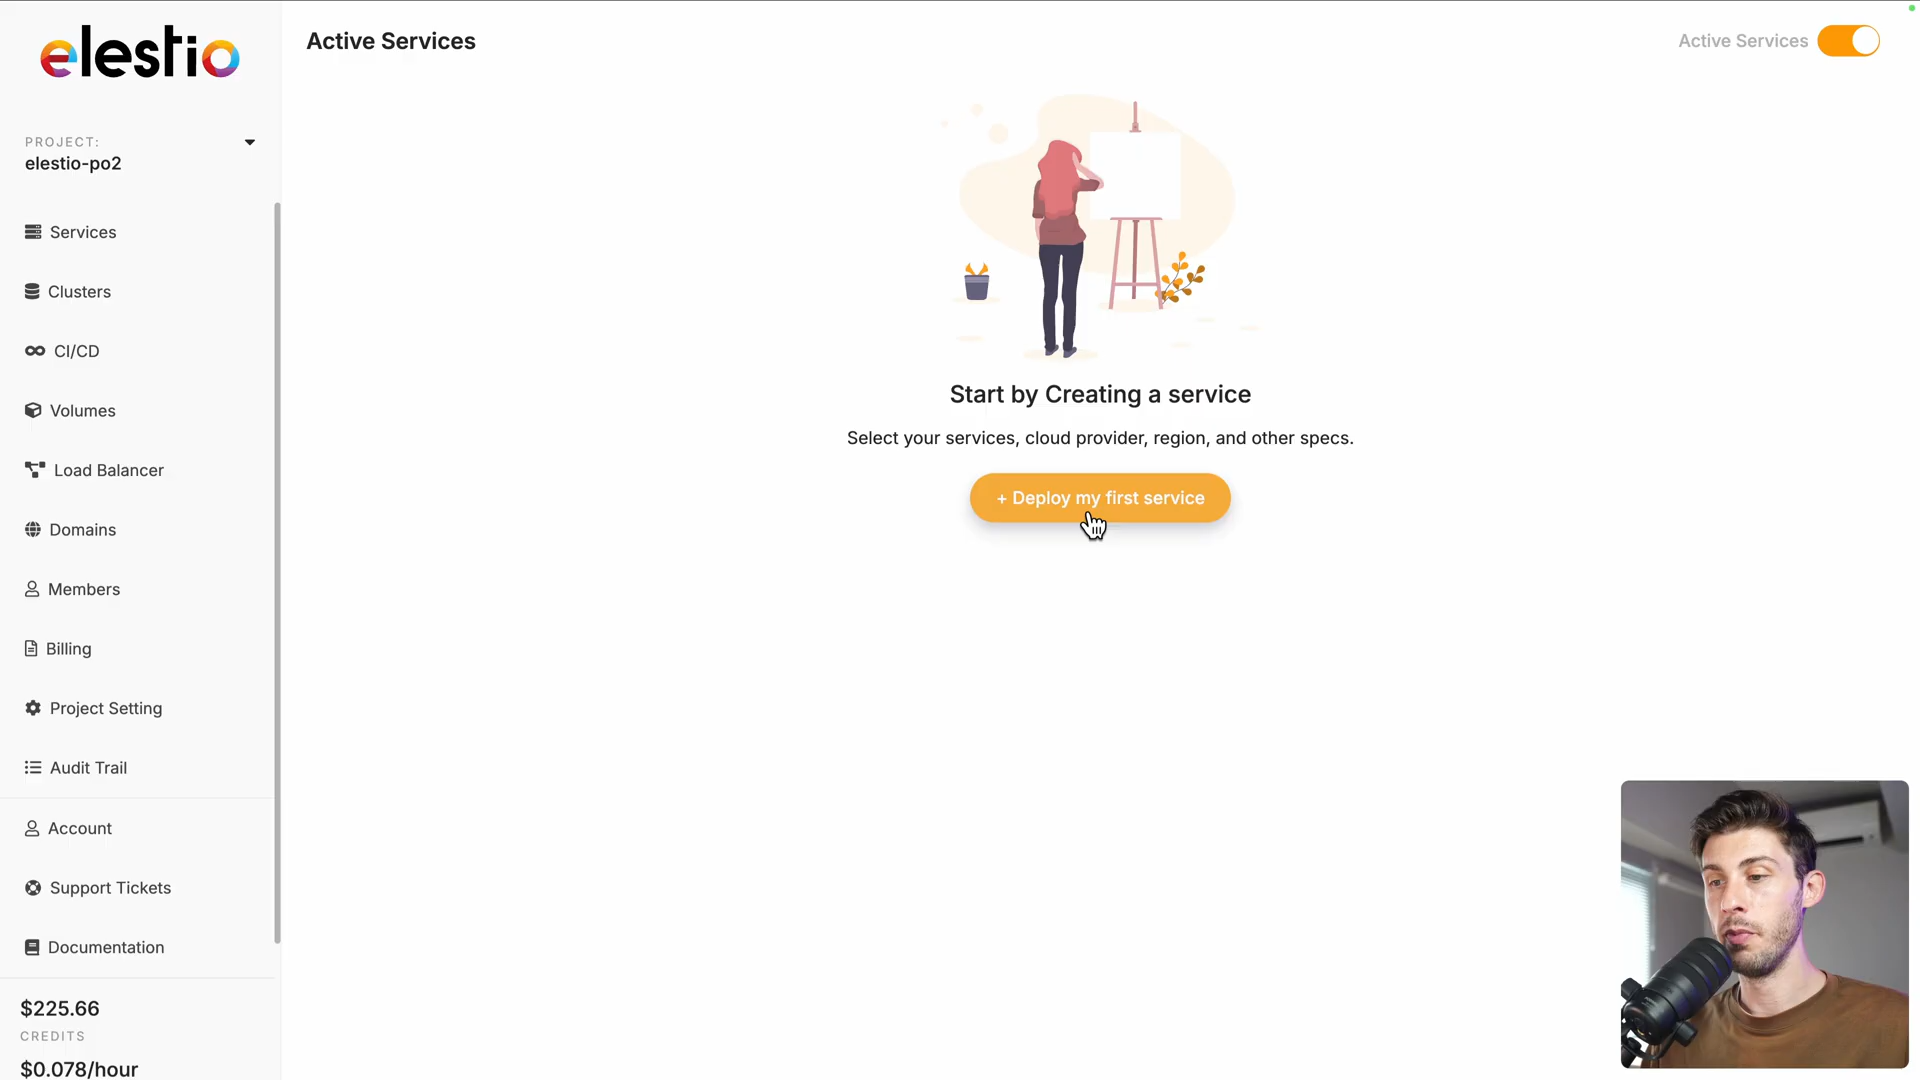 elestio
PROJECT:
elestio-po2
Services
Clusters
CI/CD
Volumes
Load Balancer
Domains
Members
Billing
Project Setting
Audit Trail
Account
Support Tickets
Documentation
$225.66
CREDITS
$0.078/hour
Active Services
Active Services
Start by Creating a service
Select your services, cloud provider, region, and other specs.
+ Deploy my first service